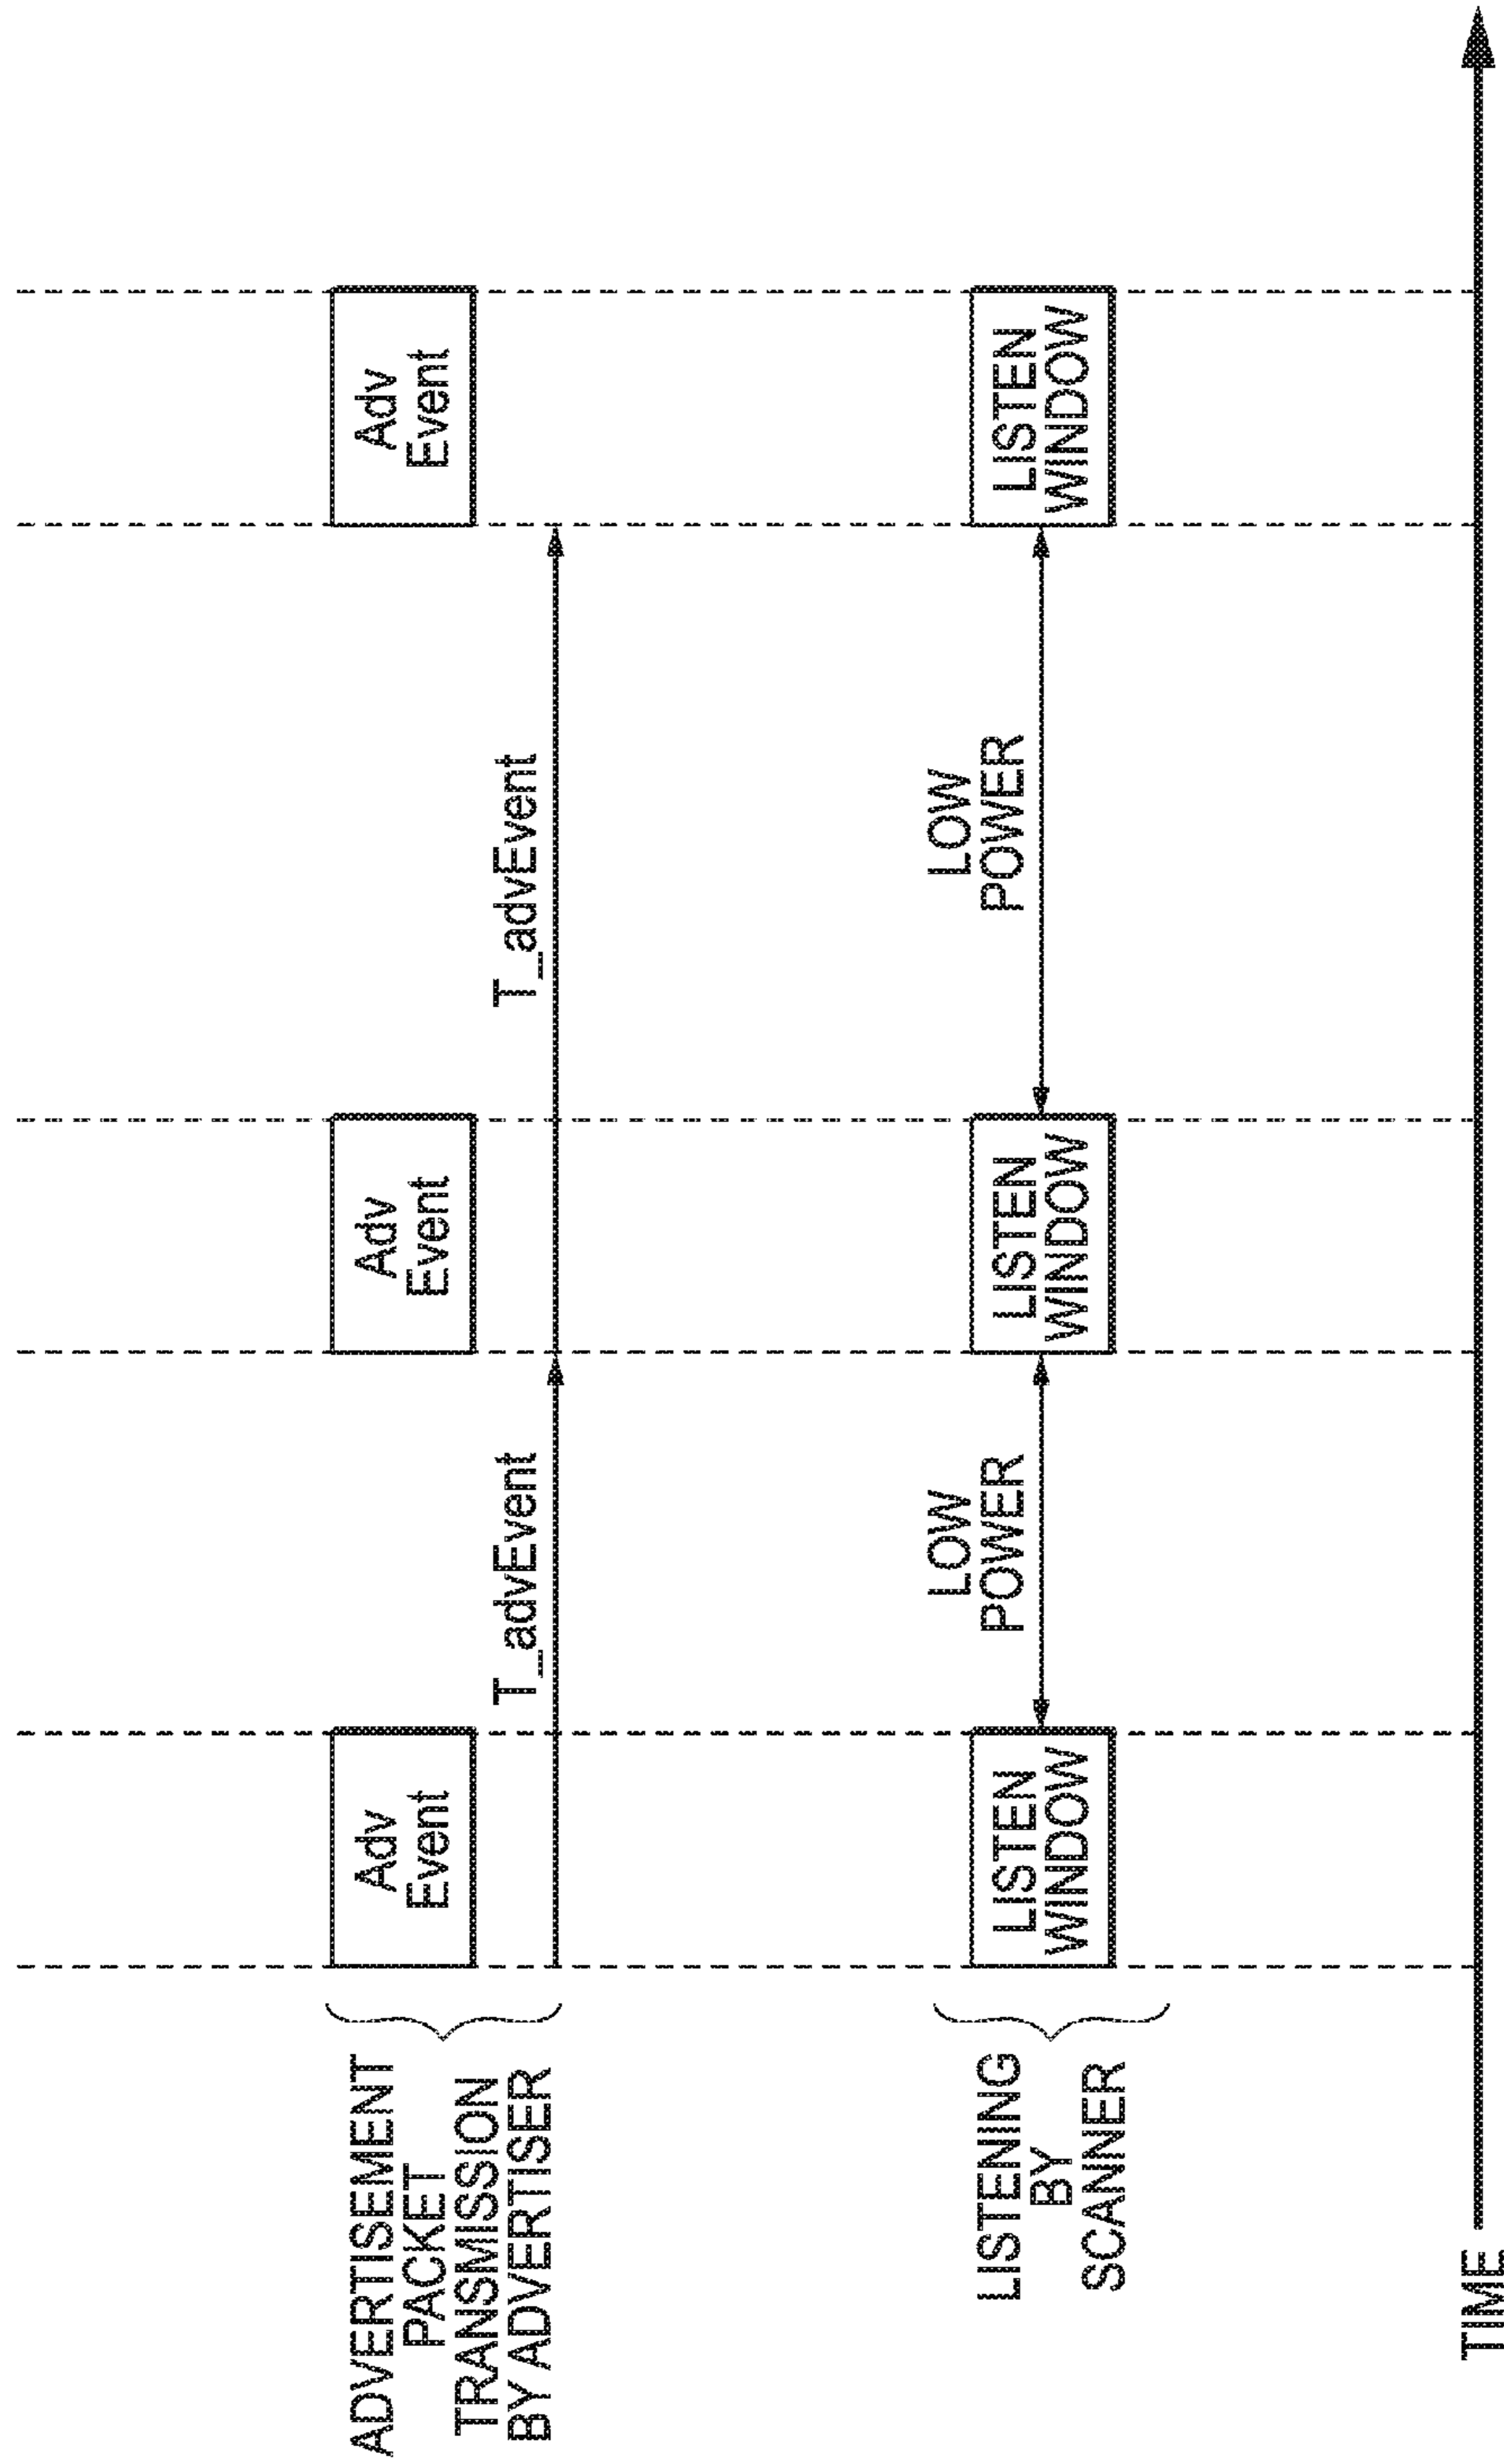 ADVERTISEMENT
PACKET
TRANSMISSION
BY ADVERTISER
Adv
Event
T_advEvent
Adv
Event
T_advEvent
Adv
Event
LISTENING
BY
SCANNER
LISTEN
WINDOW
LOW
POWER
LISTEN
WINDOW
LOW
POWER
LISTEN
WINDOW
TIME